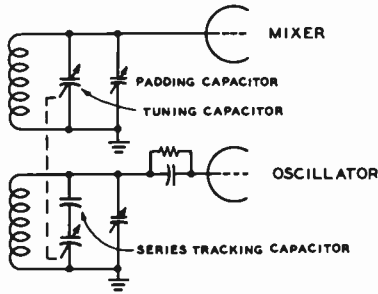 MIXER
PADDING CAPACITOR
TUNING CAPACITOR
OSCILLATOR
SERIES TRACKING CAPACITOR